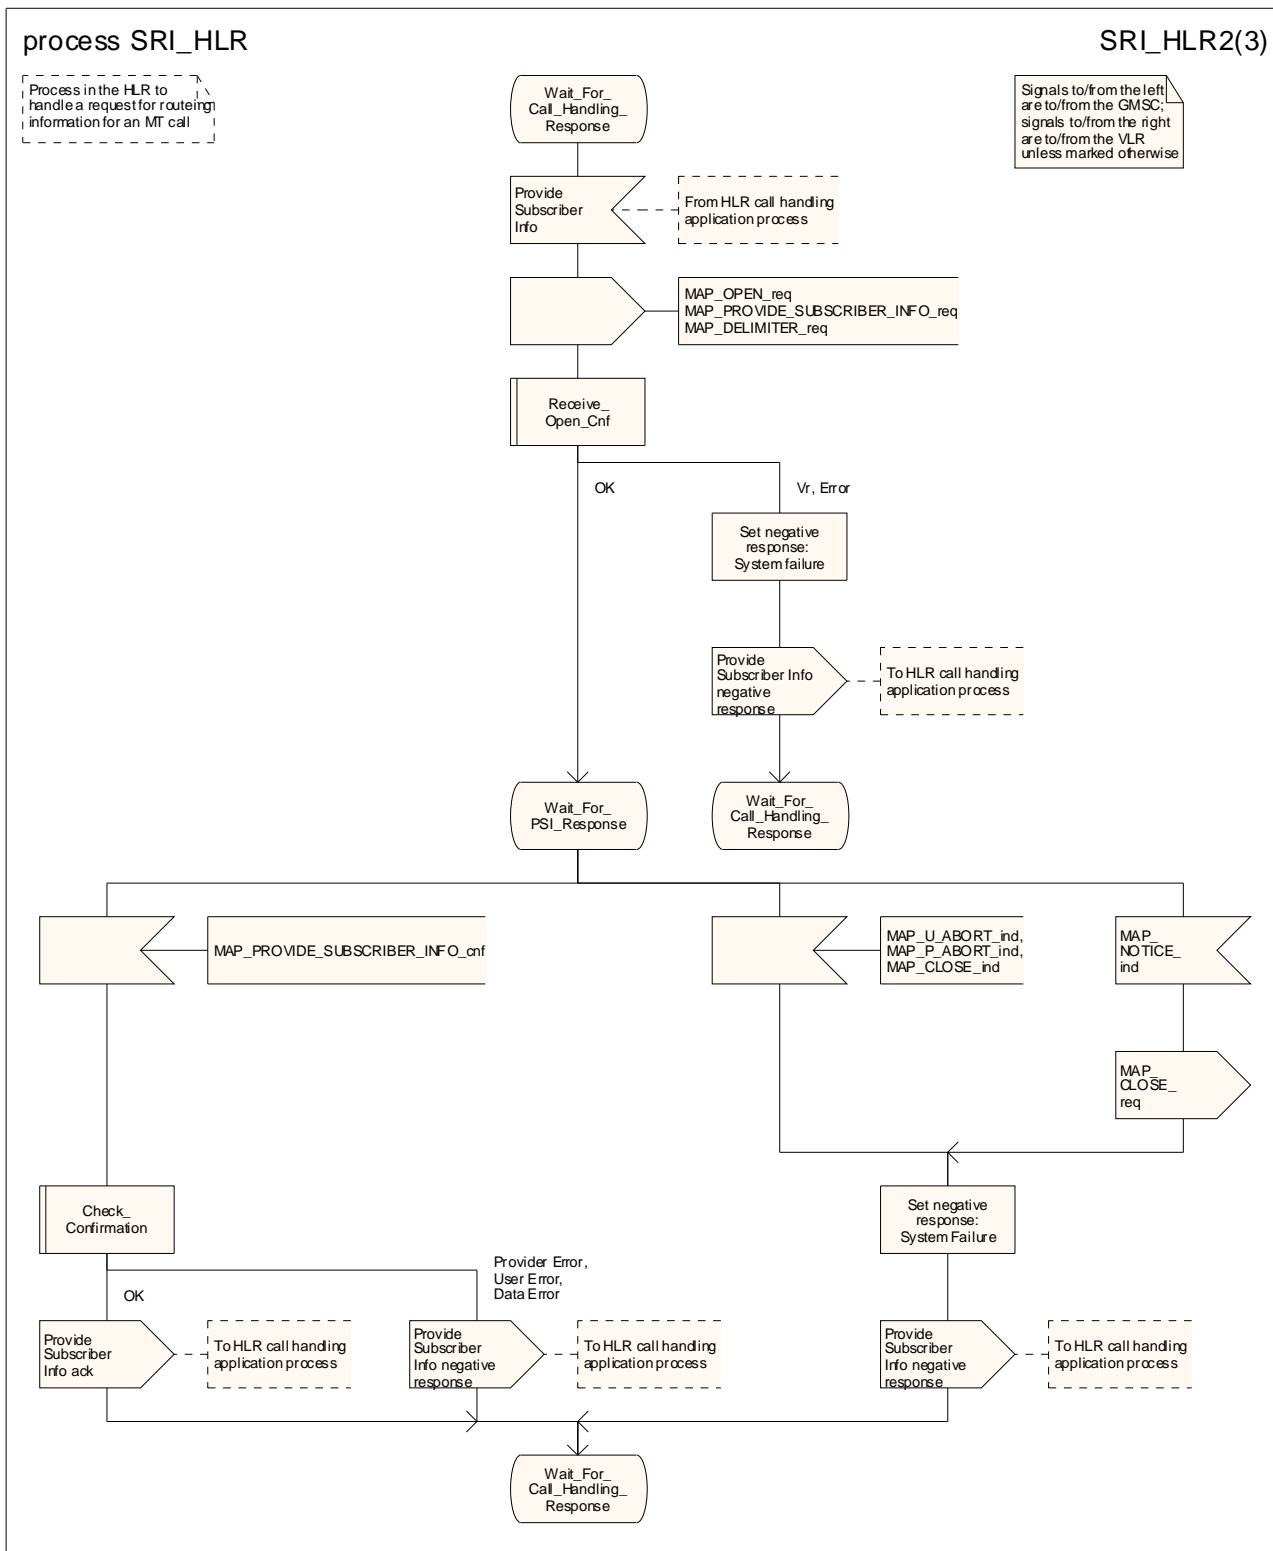 process SRI_HLR
SRI_HLR2(3)
Process in the HLR to
handle a request for routeing
information for an MT call
Wait_For_
Call_Handling_
Response
Signals to/from the left
are to/from the GMSC;
signals to/from the right
are to/from the VLR
unless marked otherwise
Provide
Subscriber
Info
From HLR call handling
application process
MAP_OPEN_req
MAP_PROVIDE_SUBSCRIBER_INFO_req
MAP_DELIMITER_req
Receive_
Open_Cnf
OK
Vr, Error
Set negative
response:
System failure
Provide
Subscriber Info
negative
response
To HLR call handling
application process
Wait_For_
PSI_Response
Wait_For_
Call_Handling_
Response
MAP_PROVIDE_SUBSCRIBER_INFO_cnf
MAP_U_ABORT_ind,
MAP_P_ABORT_ind,
MAP_CLOSE_ind
MAP_
NOTICE_
ind
MAP_
CLOSE_
req
Check_
Confirmation
Set negative
response:
System Failure
OK
Provider Error,
User Error,
Data Error
Provide
Subscriber
Info ack
To HLR call handling
application process
Provide
Subscriber
Info negative
response
To HLR call handling
application process
Provide
Subscriber
Info negative
response
To HLR call handling
application process
Wait_For_
Call_Handling_
Response